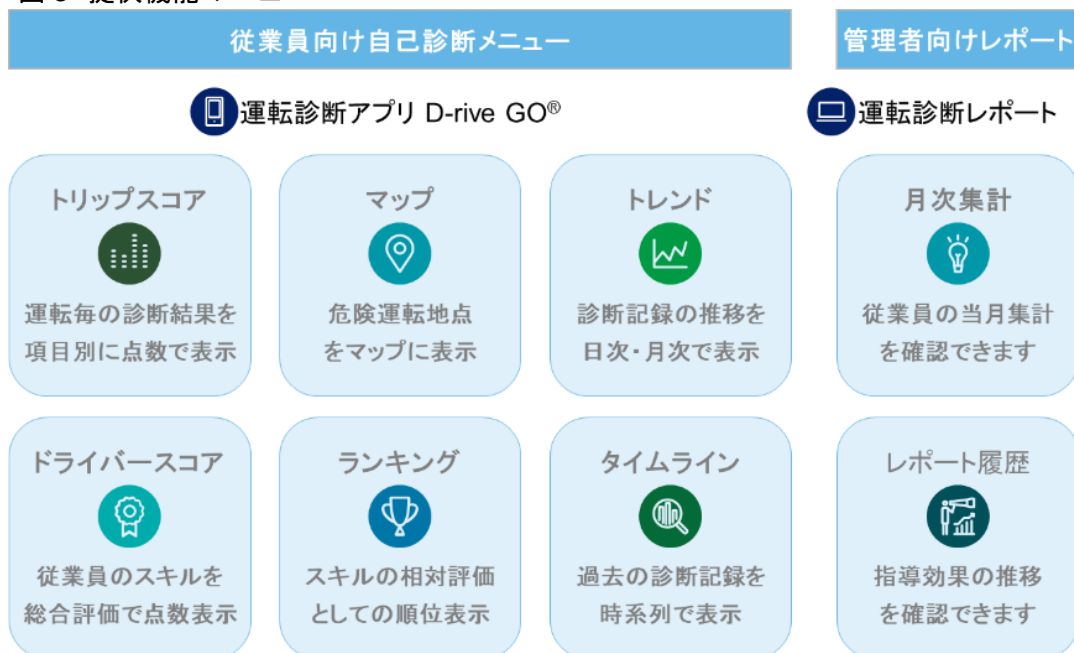 従業員向け自己診断メニュー
管理者向けレポート
運転診断アプリ D-rive GO®
運転診断レポート
トリップスコア
運転毎の診断結果を
項目別に点数で表示
マップ
危険運転地点
をマップに表示
トレンド
診断記録の推移を
日次・月次で表示
月次集計
従業員の当月集計
を確認できます
ドライバースコア
従業員のスキルを
総合評価で点数表示
ランキング
スキルの相対評価
としての順位表示
タイムライン
過去の診断記録を
時系列で表示
レポート履歴
指導効果の推移
を確認できます